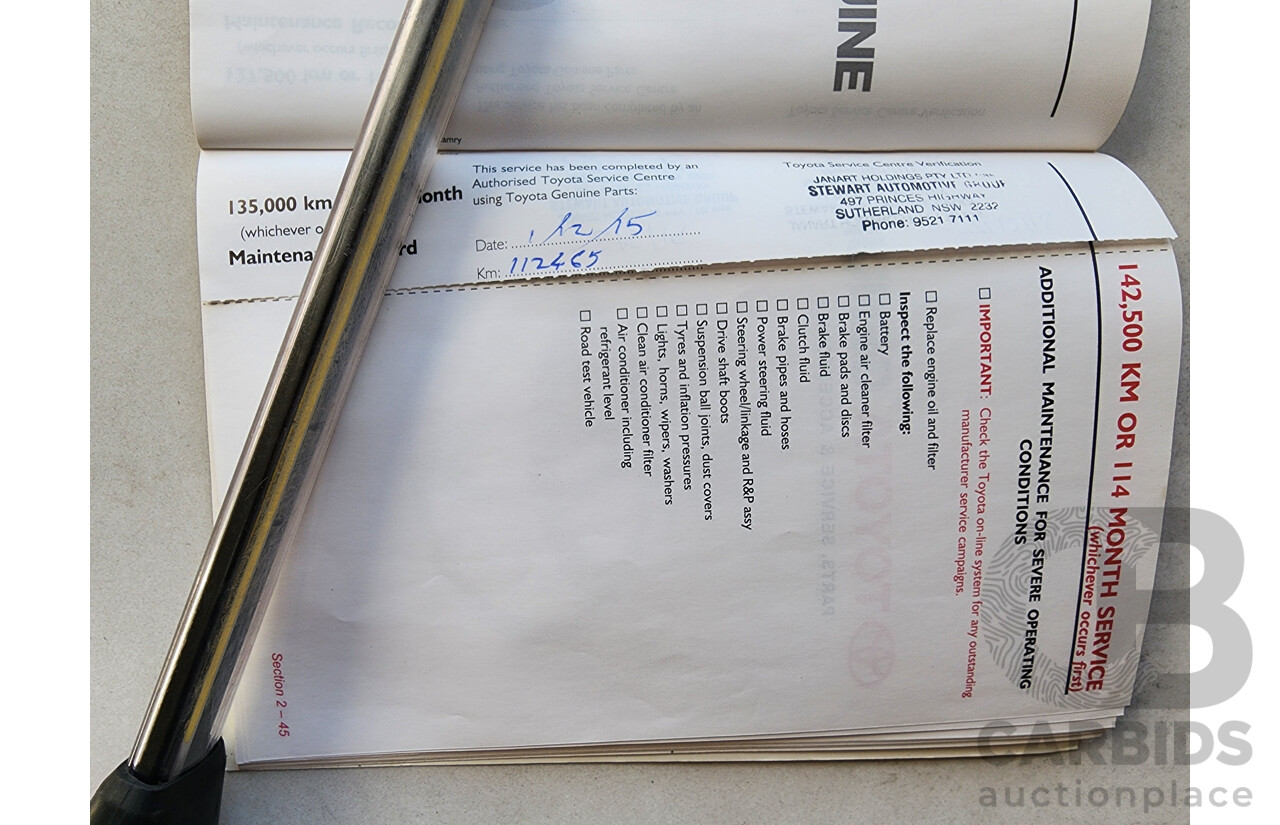 UINE
amry
135,000 km
onth
(whichever o
Maintena
rd
This service has been completed by an
Authorised Toyota Service Centre
using Toyota Genuine Parts:
Date: 1/12/15
Km: 112465
Toyota Service Centre Verification
JANART HOLDINGS PTY LTD
STEWART AUTOMOTIVE GROUP
497 PRINCES HIGHWAY
SUTHERLAND NSW 2232
Phone: 9521 7111
142,500 KM OR 114 MONTH SERVICE
(whichever occurs first)
ADDITIONAL MAINTENANCE FOR SEVERE OPERATING
CONDITIONS
☐ IMPORTANT: Check the Toyota on-line system for any outstanding
manufacturer service campaigns.
☐ Replace engine oil and filter
Inspect the following:
☐ Battery
☐ Engine air cleaner filter
☐ Brake pads and discs
☐ Brake fluid
☐ Clutch fluid
☐ Brake pipes and hoses
☐ Power steering fluid
☐ Steering wheel/linkage and R&P assy
☐ Drive shaft boots
☐ Suspension ball joints, dust covers
☐ Tyres and inflation pressures
☐ Lights, horns, wipers, washers
☐ Clean air conditioner filter
☐ Air conditioner including
refrigerant level
☐ Road test vehicle
Section 2 – 45
CARBIDS
auctionplace